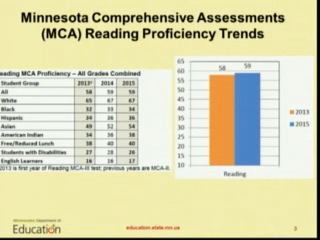 Minnesota Comprehensive Assessments
(MCA) Reading Proficiency Trends
eading MCA Proficiency – All Grades Combined
Student Group 2013* 2014 2015
All 58 59 59
White 65 67 67
Black 32 33 34
Hispanic 34 36 36
Asian 49 52 54
American Indian 34 36 38
Free/Reduced Lunch 38 40 40
Students with Disabilities 27 28 26
English Learners 16 16 17
2013 is first year of Reading MCA-III test; previous years are MCA-II.
65
60
55
50
45
40
35
30
25
20
15
10
58
59
Reading
2013
2015
Minnesota Department of
Education
education.state.mn.us
3